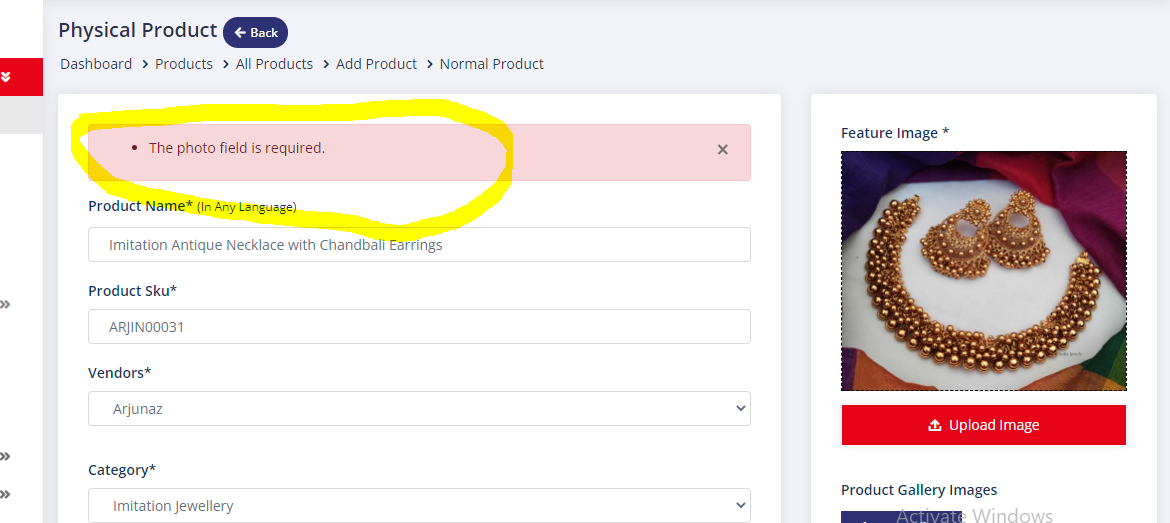 Physical Product
Back
Dashboard > Products > All Products > Add Product > Normal Product
The photo field is required.
×
Product Name* (In Any Language)
Imitation Antique Necklace with Chandbali Earrings
Product Sku*
ARJIN00031
Vendors*
Arjunaz
Category*
Imitation Jewellery
Feature Image *
Upload Image
Product Gallery Images
Activate Windows